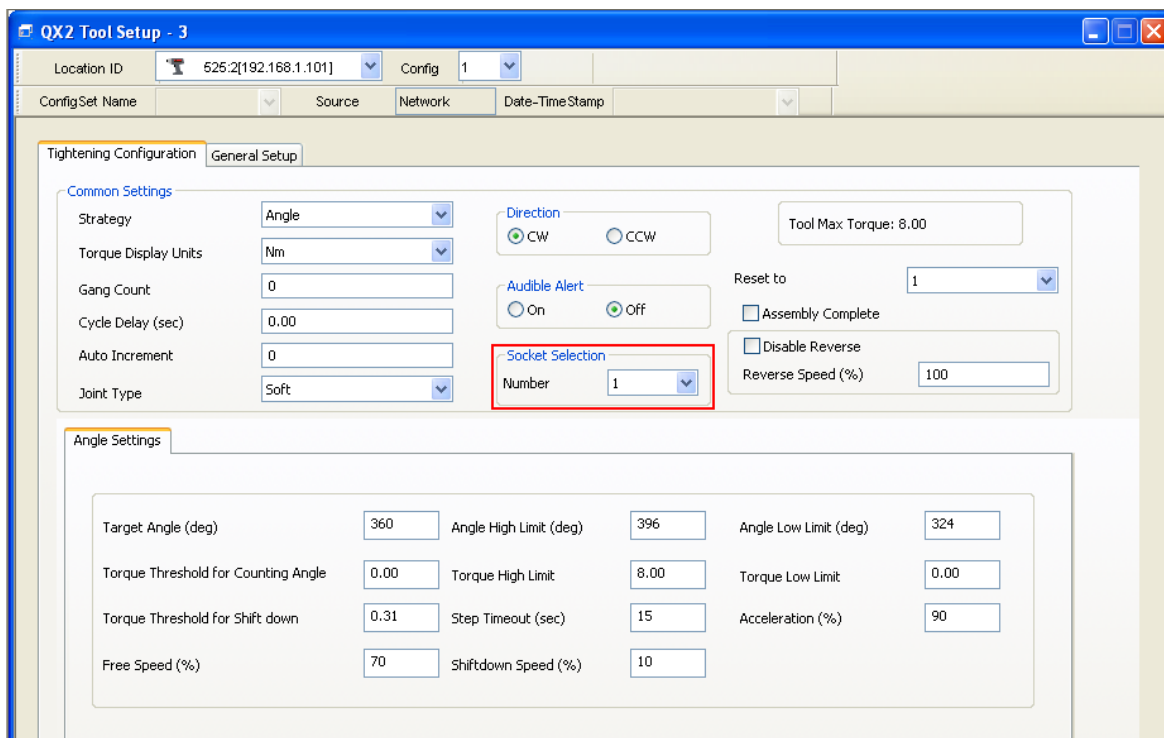 QX2 Tool Setup - 3
Location ID 525:2[192.168.1.101] Config 1
ConfigSet Name Source Network Date-TimeStamp
Tightening Configuration General Setup
Common Settings
Strategy Angle
Torque Display Units Nm
Gang Count 0
Cycle Delay (sec) 0.00
Auto Increment 0
Joint Type Soft
Direction
CW CCW
Audible Alert
On Off
Socket Selection
Number 1
Tool Max Torque: 8.00
Reset to 1
Assembly Complete
Disable Reverse
Reverse Speed (%) 100
Angle Settings
Target Angle (deg) 360 Angle High Limit (deg) 396 Angle Low Limit (deg) 324
Torque Threshold for Counting Angle 0.00 Torque High Limit 8.00 Torque Low Limit 0.00
Torque Threshold for Shift down 0.31 Step Timeout (sec) 15 Acceleration (%) 90
Free Speed (%) 70 Shiftdown Speed (%) 10